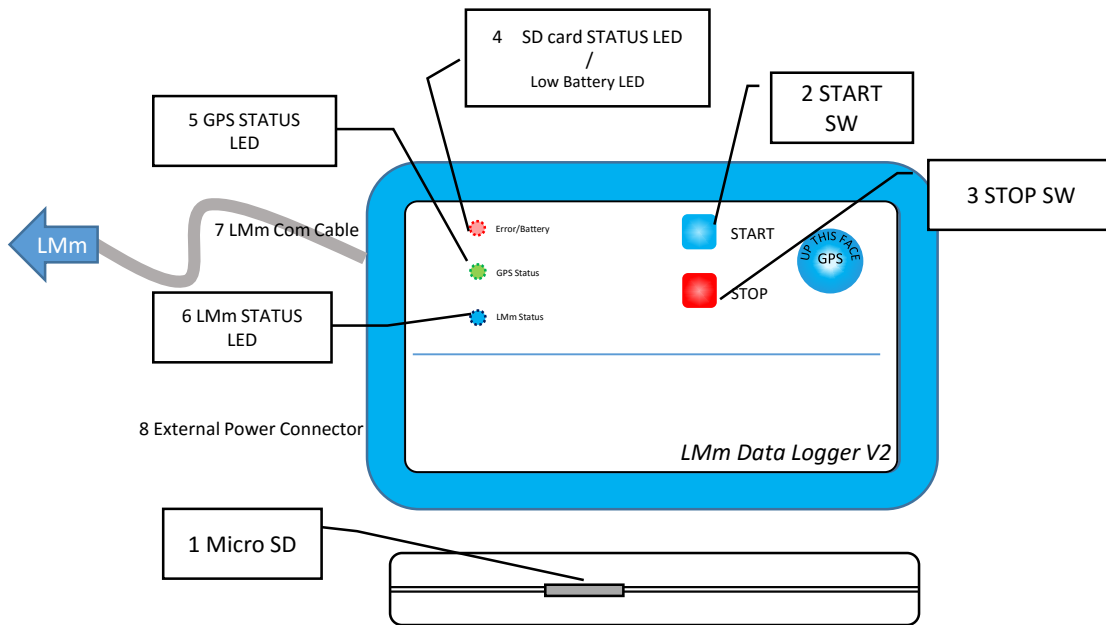 4 SD card STATUS LED
/
Low Battery LED
2 START
SW
5 GPS STATUS
LED
3 STOP SW
7 LMm Com Cable
LMm
Error/Battery
START
UP THIS FACE
GPS
GPS Status
STOP
6 LMm STATUS
LED
LMm Status
8 External Power Connector
LMm Data Logger V2
1 Micro SD